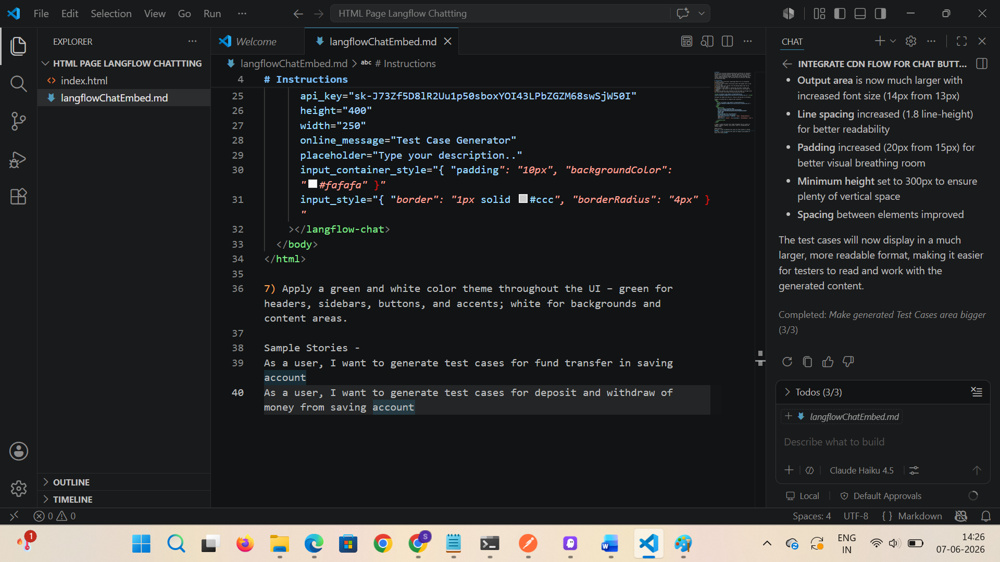 File Edit Selection View Go Run ···
HTML Page Langflow Chattting
EXPLORER
HTML PAGE LANGFLOW CHATTTING
index.html
langflowChatEmbed.md
OUTLINE
TIMELINE
Welcome
langflowChatEmbed.md
langflowChatEmbed.md > abc # Instructions
4 # Instructions
25 api_key="sk-J73Zf5D8lR2Uu1p50sboxYOI43LPbZGZM68swSjW50I"
26 height="400"
27 width="250"
28 online_message="Test Case Generator"
29 placeholder="Type your description.."
30 input_container_style="{ "padding": "10px", "backgroundColor":
"#fafafa" }"
31 input_style="{ "border": "1px solid #ccc", "borderRadius": "4px" }
"
32 ></langflow-chat>
33 </body>
34 </html>
35
36 7) Apply a green and white color theme throughout the UI – green for
headers, sidebars, buttons, and accents; white for backgrounds and
content areas.
37
38 Sample Stories -
39 As a user, I want to generate test cases for fund transfer in saving
account
40 As a user, I want to generate test cases for deposit and withdraw of
money from saving account
CHAT
INTEGRATE CDN FLOW FOR CHAT BUTT...
• Output area is now much larger with
increased font size (14px from 13px)
• Line spacing increased (1.8 line-height)
for better readability
• Padding increased (20px from 15px) for
better visual breathing room
• Minimum height set to 300px to ensure
plenty of vertical space
• Spacing between elements improved
The test cases will now display in a much
larger, more readable format, making it easier
for testers to read and work with the
generated content.
Completed: Make generated Test Cases area bigger
(3/3)
Todos (3/3)
langflowChatEmbed.md
Describe what to build
Claude Haiku 4.5
Local
Default Approvals
0 0
Spaces: 4 UTF-8 {} Markdown
1
S
ENG
IN
14:26
07-06-2026